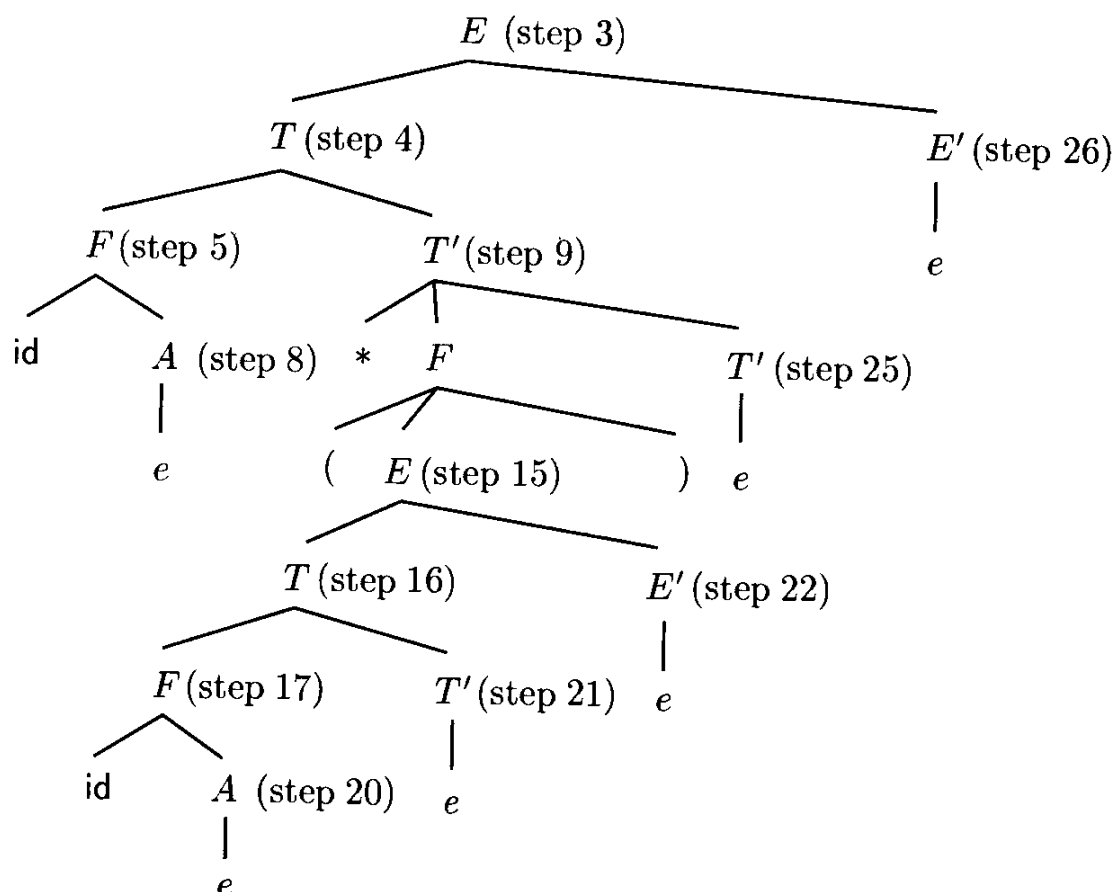 E (step 3)
T (step 4) E′ (step 26)
F (step 5) T′ (step 9) e
id A (step 8) * F T′ (step 25)
e ( E (step 15) ) e
T (step 16) E′ (step 22)
F (step 17) T′ (step 21) e
id A (step 20) e
e